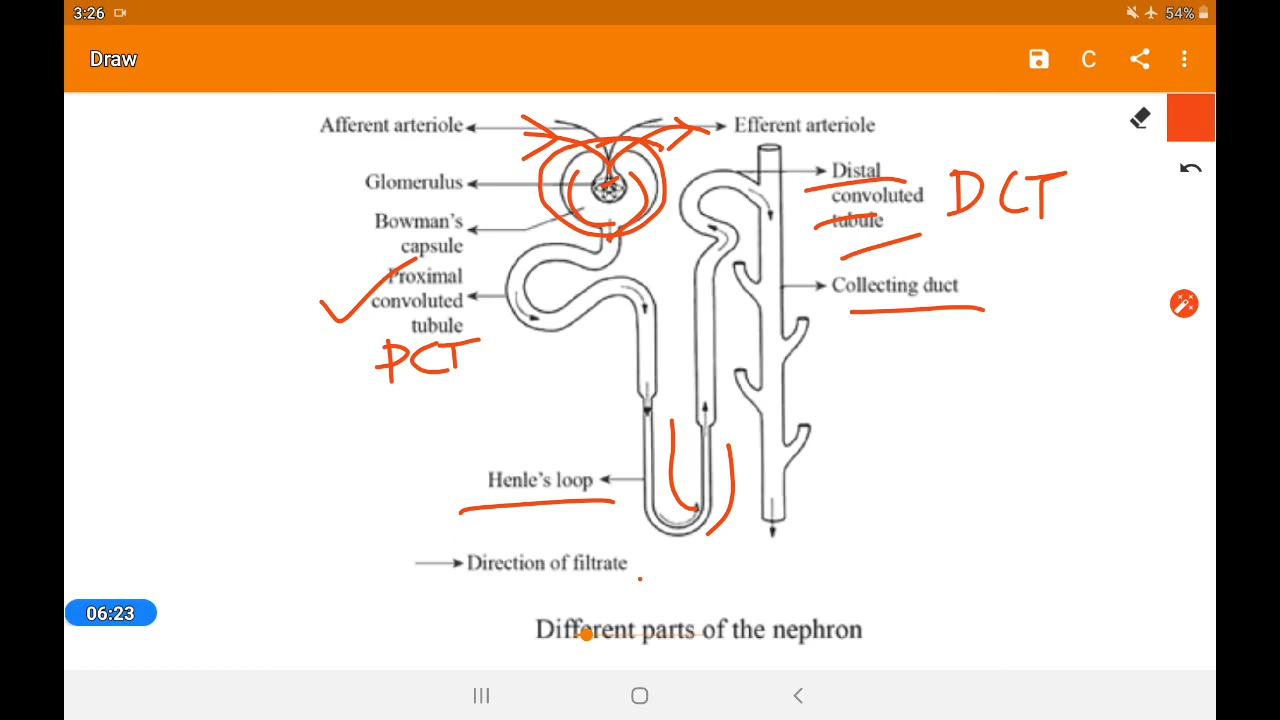 3:26
54%
Draw
C
Afferent arteriole
Efferent arteriole
Glomerulus
Distal
convoluted
tubule
DCT
Bowman's
capsule
Proximal
convoluted
tubule
PCT
Collecting duct
Henle's loop
Direction of filtrate
06:23
Different parts of the nephron